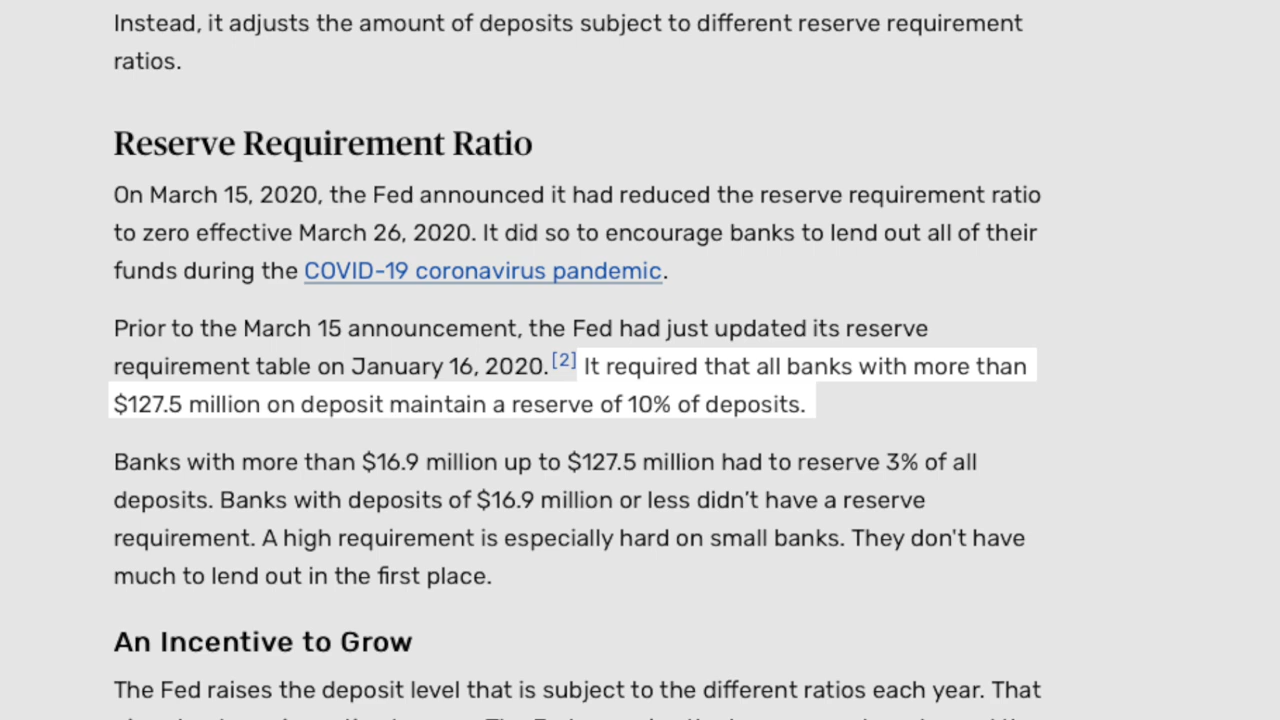 Instead, it adjusts the amount of deposits subject to different reserve requirement
ratios.
Reserve Requirement Ratio
On March 15, 2020, the Fed announced it had reduced the reserve requirement ratio
to zero effective March 26, 2020. It did so to encourage banks to lend out all of their
funds during the COVID-19 coronavirus pandemic.
Prior to the March 15 announcement, the Fed had just updated its reserve
requirement table on January 16, 2020.[2] It required that all banks with more than
$127.5 million on deposit maintain a reserve of 10% of deposits.
Banks with more than $16.9 million up to $127.5 million had to reserve 3% of all
deposits. Banks with deposits of $16.9 million or less didn’t have a reserve
requirement. A high requirement is especially hard on small banks. They don't have
much to lend out in the first place.
An Incentive to Grow
The Fed raises the deposit level that is subject to the different ratios each year. That